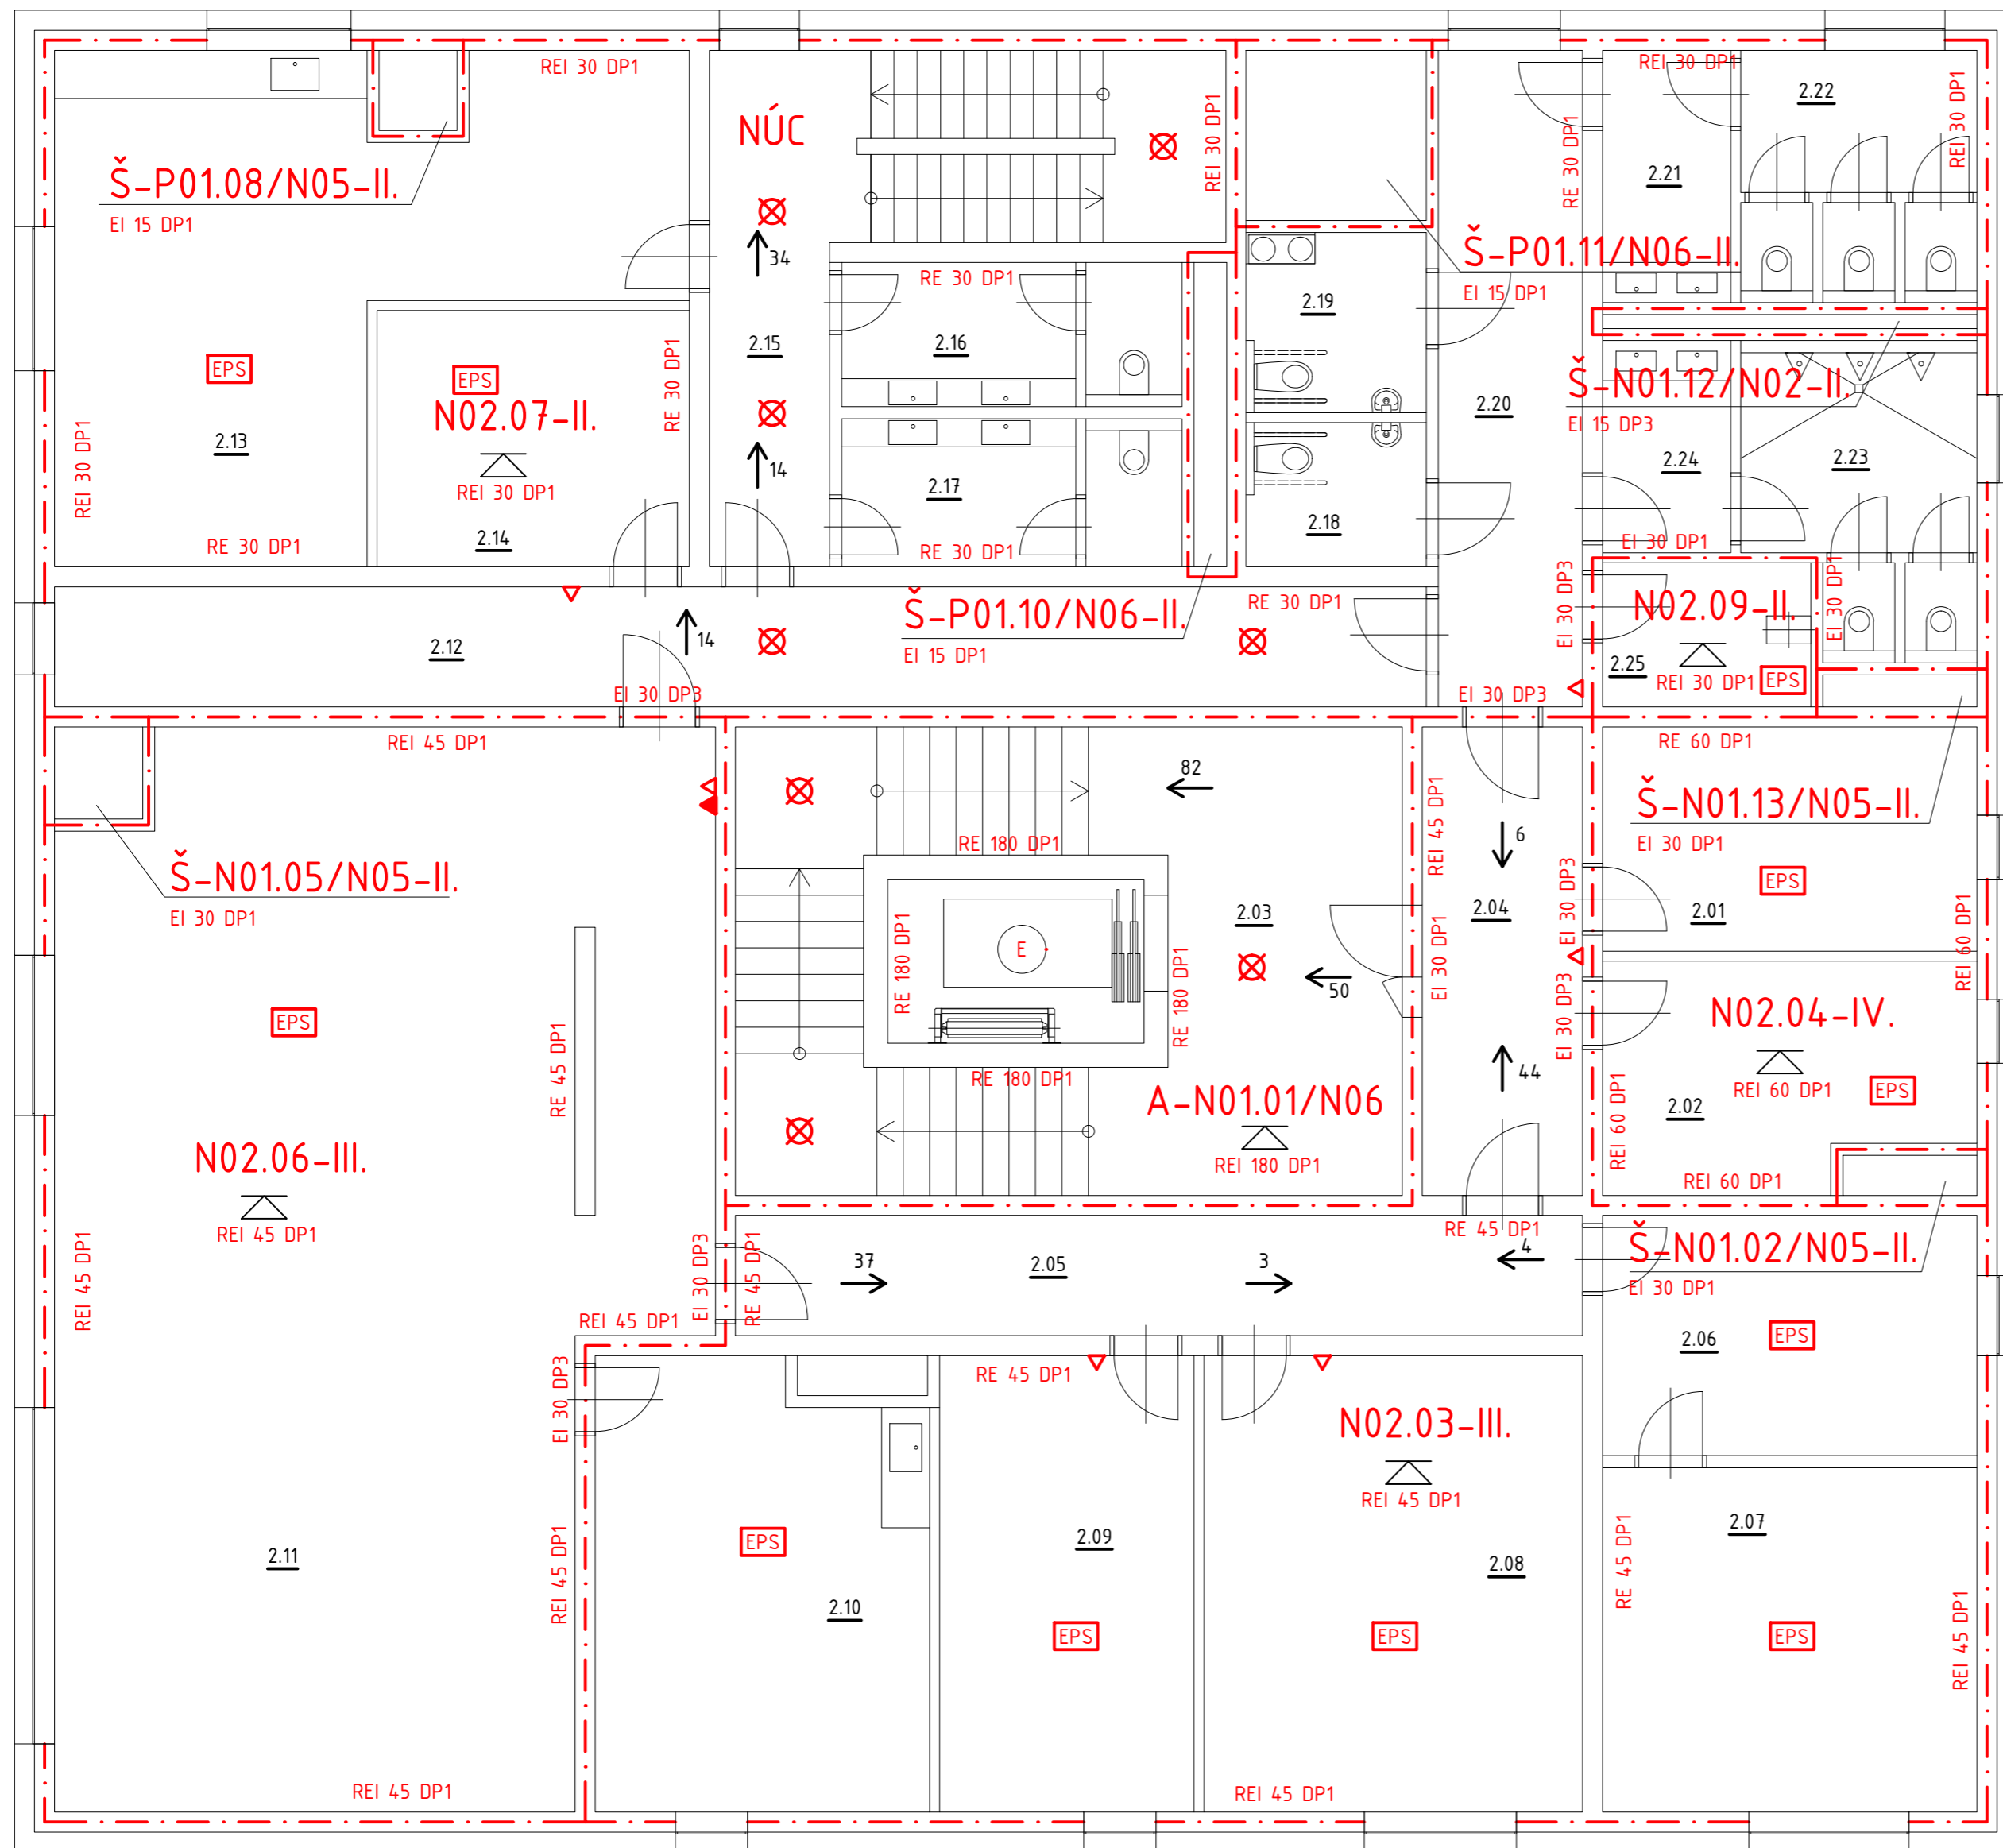 REI 30 DP1
NÚC
REI 30 DP1
RE 30 DP1
REI 30 DP1
2.22
REI 30 DP1
2.21
Š-P01.08/N05-II.
EI 15 DP1
34
RE 30 DP1
Š-P01.11/N06-II.
EI 15 DP1
2.19
2.15
2.16
EPS
EPS
N02.07-II.
RE 30 DP1
2.20
Š-N01.12/N02-II.
EI 15 DP3
2.13
REI 30 DP1
REI 30 DP1
14
2.17
2.24
2.23
2.18
RE 30 DP1
2.14
RE 30 DP1
EI 30 DP1
EI 30 DP3
EI 30 DP1
RE 30 DP1
Š-P01.10/N06-II.
EI 15 DP1
N02.09-II.
2.12
14
2.25
REI 30 DP1
EPS
EI 30 DP3
EI 30 DP3
REI 45 DP1
RE 60 DP1
82
Š-N01.13/N05-II.
EI 30 DP1
REI 45 DP1
6
RE 180 DP1
Š-N01.05/N05-II.
EI 30 DP1
EPS
EI 30 DP3
2.03
2.04
2.01
RE 180 DP1
E
REI 60 DP1
EI 30 DP1
RE 180 DP1
50
EPS
EI 30 DP3
N02.04-IV.
RE 45 DP1
RE 180 DP1
44
REI 60 DP1
EPS
A-N01.01/N06
2.02
REI 60 DP1
N02.06-III.
REI 180 DP1
REI 60 DP1
REI 45 DP1
RE 45 DP1
REI 45 DP1
EI 30 DP3
RE 45 DP1
37
2.05
3
4
Š-N01.02/N05-II.
EI 30 DP1
REI 45 DP1
EPS
2.06
EI 30 DP3
RE 45 DP1
N02.03-III.
REI 45 DP1
2.07
EPS
2.09
2.11
REI 45 DP1
2.08
RE 45 DP1
2.10
EPS
EPS
EPS
REI 45 DP1
REI 45 DP1
REI 45 DP1